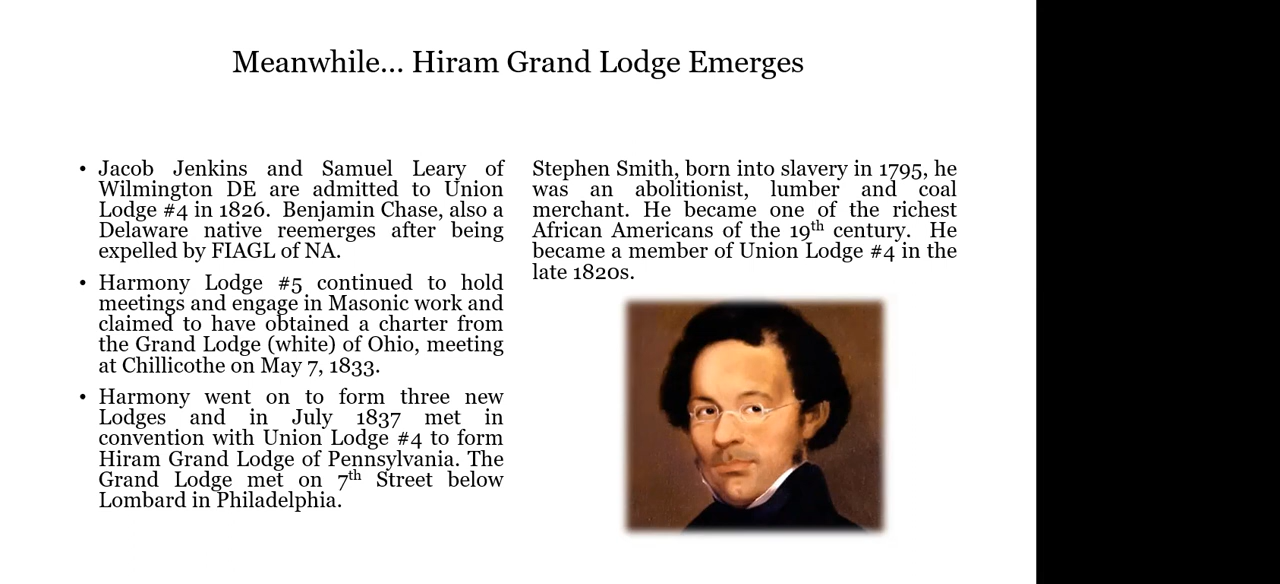 Meanwhile... Hiram Grand Lodge Emerges
• Jacob Jenkins and Samuel Leary of
Wilmington DE are admitted to Union
Lodge #4 in 1826.  Benjamin Chase, also a
Delaware native reemerges after being
expelled by FIAGL of NA.
• Harmony Lodge #5 continued to hold
meetings and engage in Masonic work and
claimed to have obtained a charter from
the Grand Lodge (white) of Ohio, meeting
at Chillicothe on May 7, 1833.
• Harmony went on to form three new
Lodges and in July 1837 met in
convention with Union Lodge #4 to form
Hiram Grand Lodge of Pennsylvania. The
Grand Lodge met on 7th Street below
Lombard in Philadelphia.
Stephen Smith, born into slavery in 1795, he
was an abolitionist, lumber and coal
merchant. He became one of the richest
African Americans of the 19th century.  He
became a member of Union Lodge #4 in the
late 1820s.